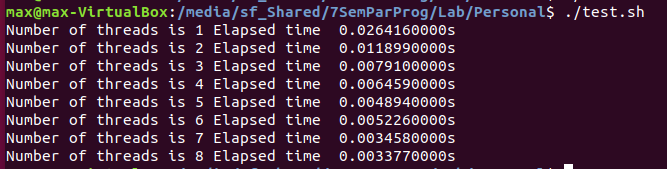 max@max-VirtualBox:/media/sf_Shared/7SemParProg/Lab/Personal$ ./test.sh
Number of threads is 1 Elapsed time  0.0264160000s
Number of threads is 2 Elapsed time  0.0118990000s
Number of threads is 3 Elapsed time  0.0079100000s
Number of threads is 4 Elapsed time  0.0064590000s
Number of threads is 5 Elapsed time  0.0048940000s
Number of threads is 6 Elapsed time  0.0052260000s
Number of threads is 7 Elapsed time  0.0034580000s
Number of threads is 8 Elapsed time  0.0033770000s